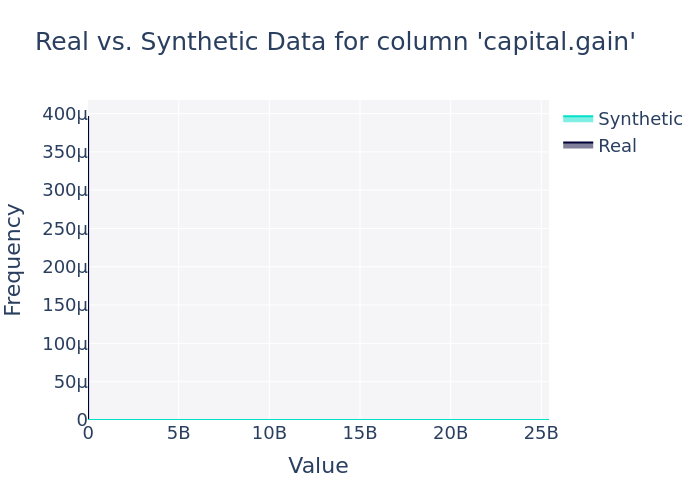 Real vs. Synthetic Data for column 'capital.gain'
Synthetic
Real
400μ
350μ
300μ
250μ
200μ
150μ
100μ
50μ
0
Frequency
0 5B 10B 15B 20B 25B
Value